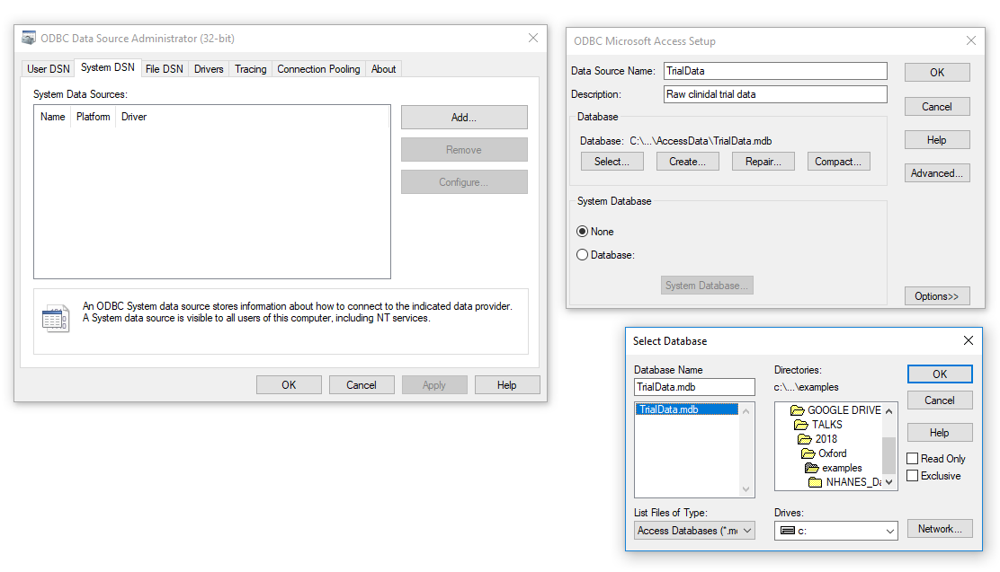 ODBC Data Source Administrator (32-bit)
User DSN System DSN File DSN Drivers Tracing Connection Pooling About
System Data Sources:
Name Platform Driver
Add...
Remove
Configure...
An ODBC System data source stores information about how to connect to the indicated data provider.
A System data source is visible to all users of this computer, including NT services.
OK Cancel Apply Help
ODBC Microsoft Access Setup
Data Source Name: TrialData
OK
Description: Raw clinidal trial data
Cancel
Database
Database: C:\...\AccessData\TrialData.mdb
Help
Select... Create... Repair... Compact...
Advanced...
System Database
None
Database:
System Database...
Options>>
Select Database
Database Name
TrialData.mdb
TrialData.mdb
List Files of Type:
Access Databases (*.m
Directories:
c:\...\examples
GOOGLE DRIVE
TALKS
2018
Oxford
examples
NHANES_Da
Drives:
c:
OK
Cancel
Help
Read Only
Exclusive
Network...